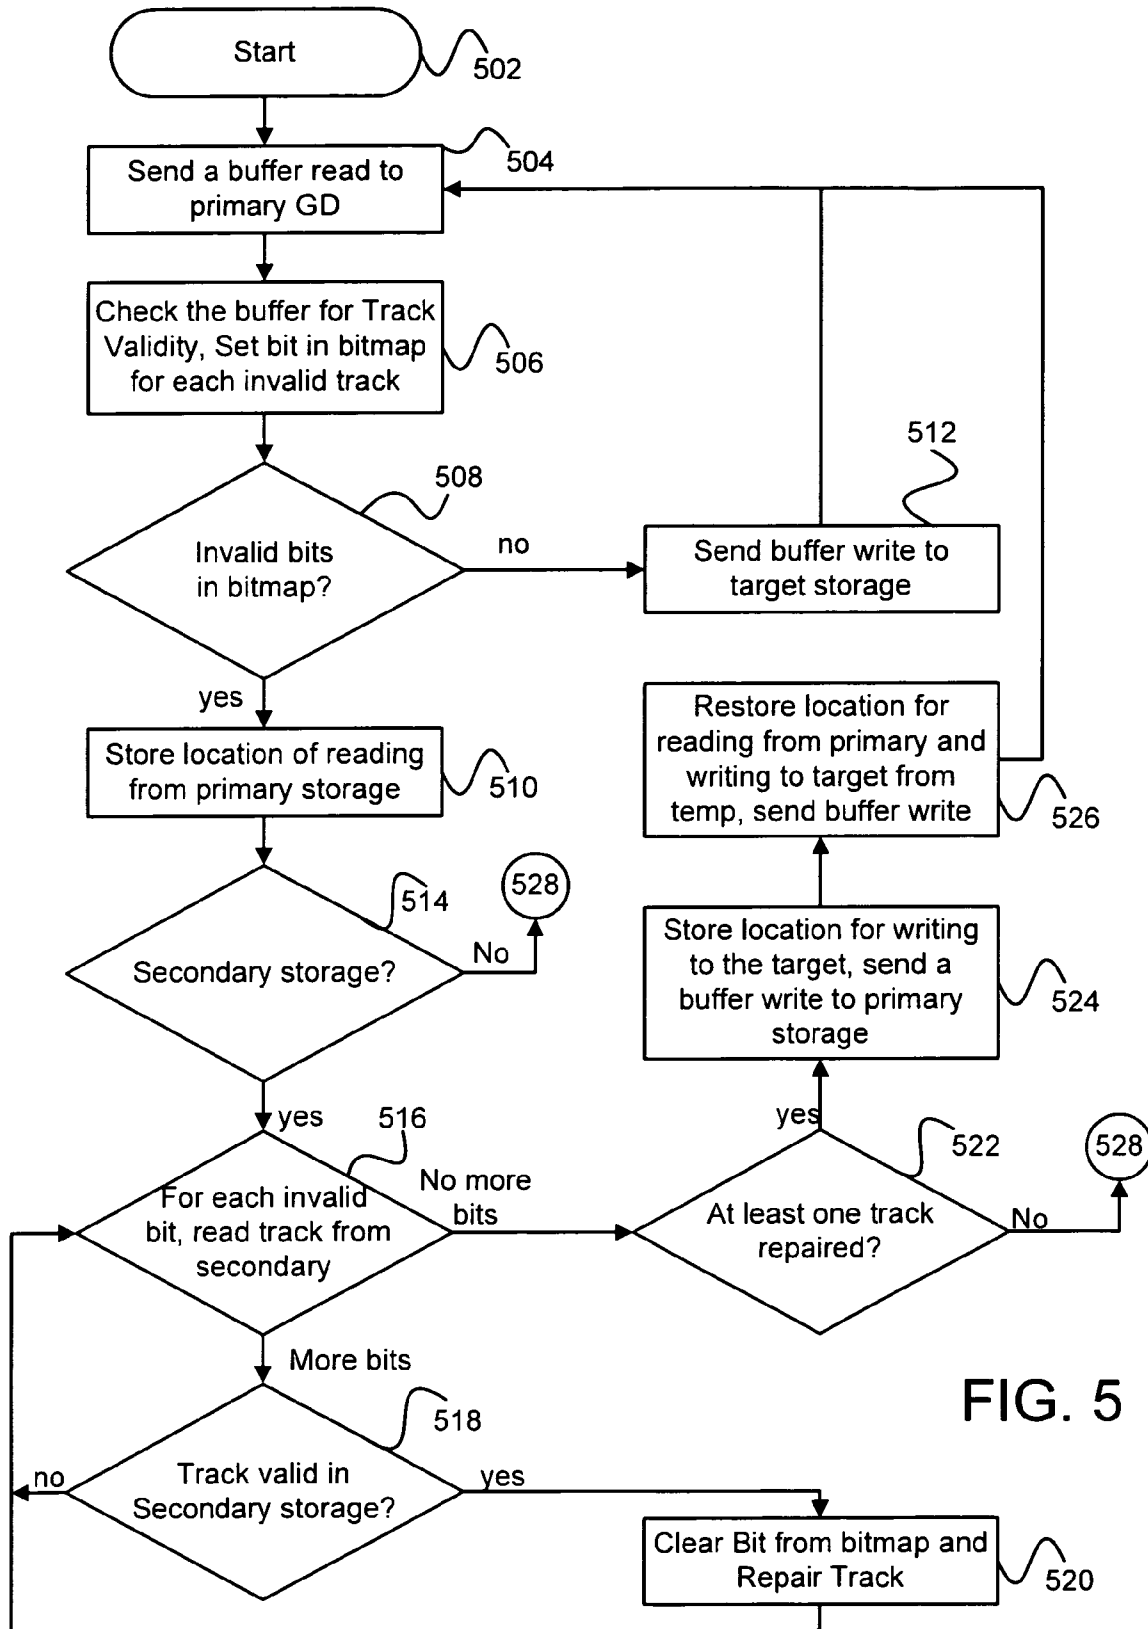 Start
502
Send a buffer read to
primary GD
504
Check the buffer for Track
Validity, Set bit in bitmap
for each invalid track
506
Invalid bits
in bitmap?
508
no
512
Send buffer write to
target storage
yes
Store location of reading
from primary storage
510
Restore location for
reading from primary and
writing to target from
temp, send buffer write
526
Secondary storage?
514
No
528
Store location for writing
to the target, send a
buffer write to primary
storage
524
yes
516
For each invalid
bit, read track from
secondary
No more
bits
yes
At least one track
repaired?
522
No
528
More bits
FIG. 5
Track valid in
Secondary storage?
518
no
yes
Clear Bit from bitmap and
Repair Track
520